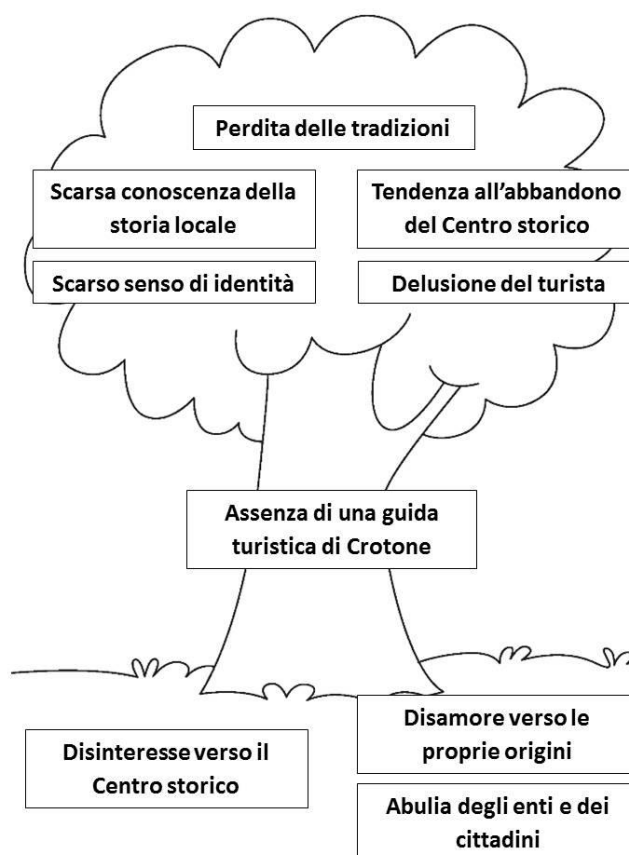 Perdita delle tradizioni
Scarsa conoscenza della
storia locale
Tendenza all'abbandono
del Centro storico
Scarso senso di identità
Delusione del turista
Assenza di una guida
turistica di Crotone
Disinteresse verso il
Centro storico
Disamore verso le
proprie origini
Abulia degli enti e dei
cittadini